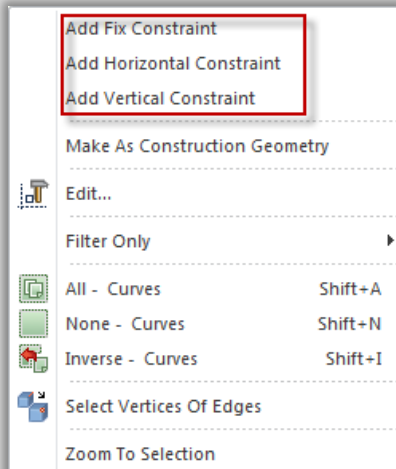 Add Fix Constraint
Add Horizontal Constraint
Add Vertical Constraint
Make As Construction Geometry
Edit...
Filter Only
All - Curves Shift+A
None - Curves Shift+N
Inverse - Curves Shift+I
Select Vertices Of Edges
Zoom To Selection